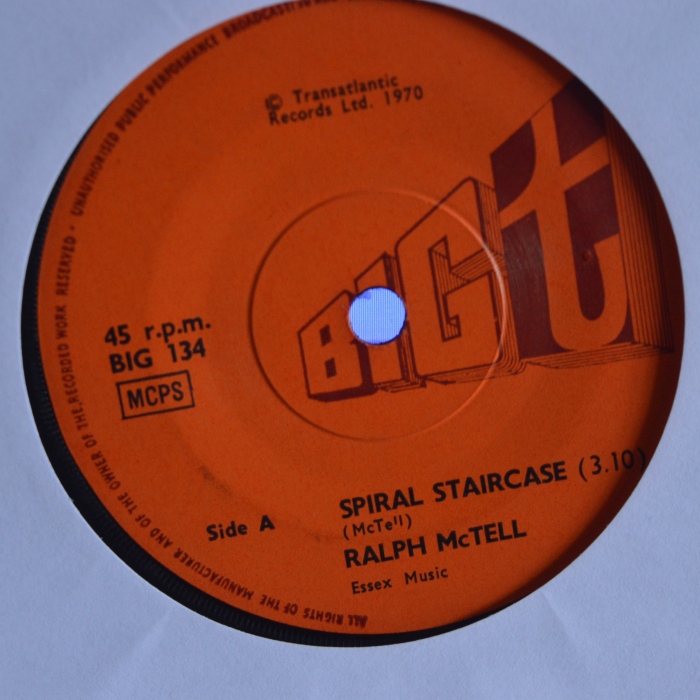 © Transatlantic
Records Ltd. 1970
BIG t
45 r.p.m.
BIG 134
MCPS
Side A
SPIRAL STAIRCASE (3.10)
(McTell)
RALPH McTELL
Essex Music
ALL RIGHTS OF THE MANUFACTURER AND OF THE OWNER OF THE RECORDED WORK RESERVED · UNAUTHORISED PUBLIC PERFORMANCE BROADCASTING